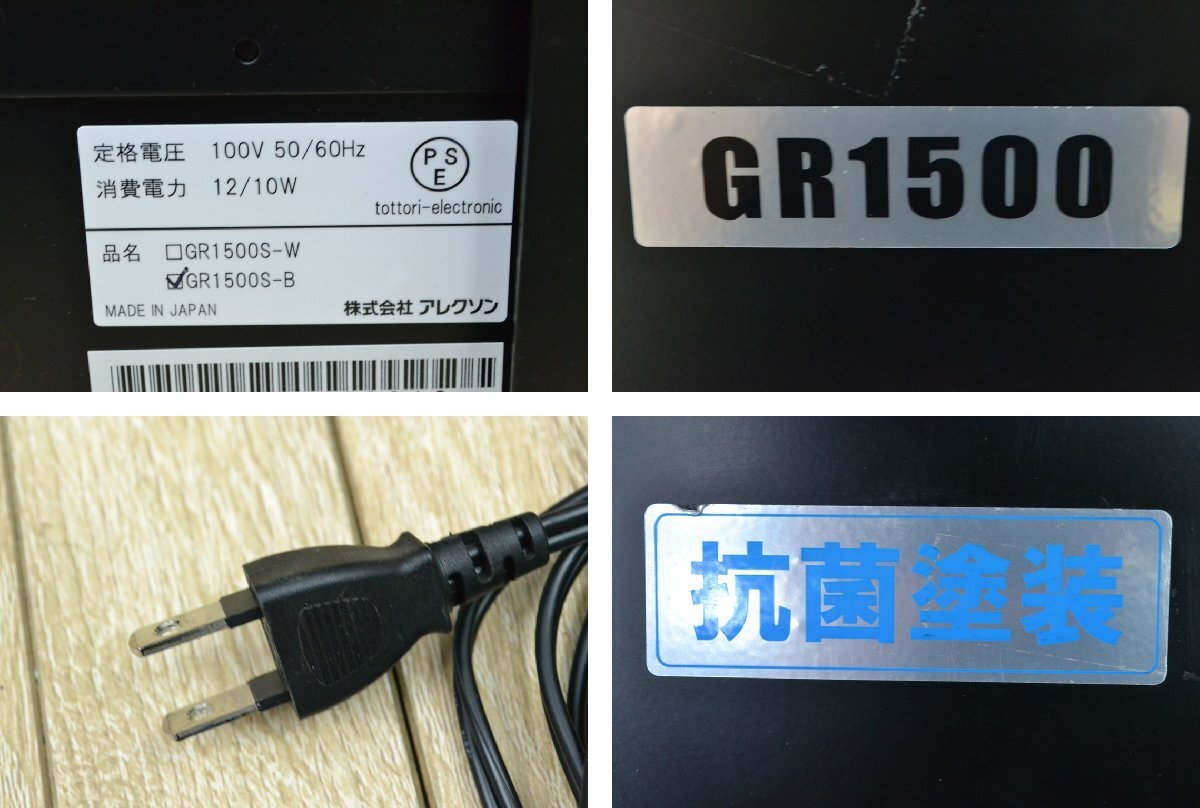 定格電圧 100V 50/60Hz
消費電力 12/10W
PSE
tottori-electronic
品名 □GR1500S-W
☑GR1500S-B
MADE IN JAPAN 株式会社 アレクソン
GR1500
抗菌塗装